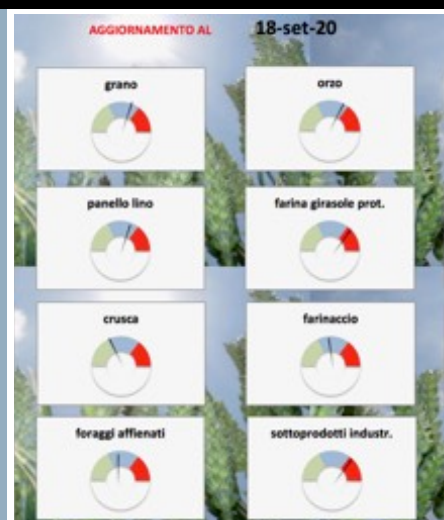 AGGIORNAMENTO AL 18-set-20
grano
orzo
panello lino
farina girasole prot.
crusca
farinaccio
foraggi affienati
sottoprodotti industr.